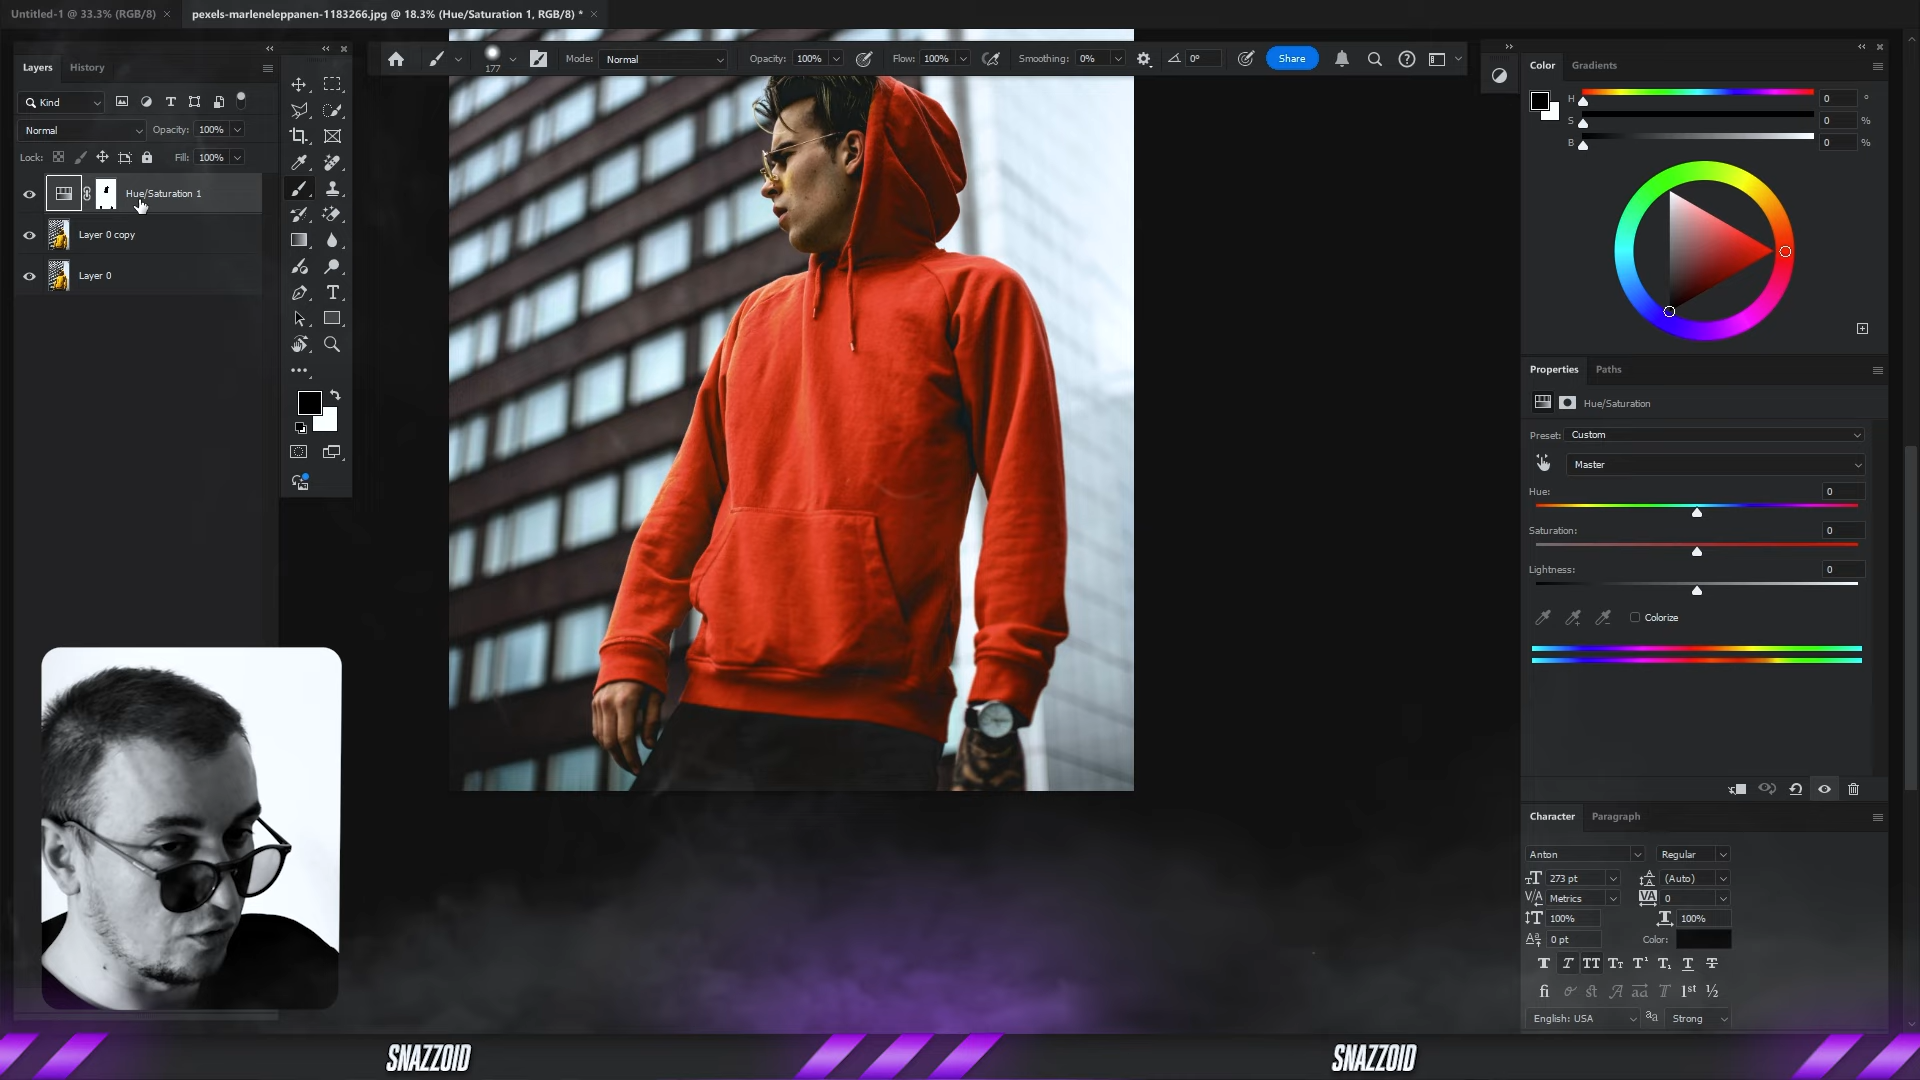 Untitled-1 @ 33.3% (RGB/8) ×
pexels-marleneleppanen-1183266.jpg @ 18.3% (Hue/Saturation 1, RGB/8) * ×
Layers
History
Kind
Normal
Opacity: 100%
Lock:
Fill: 100%
Hue/Saturation 1
Layer 0 copy
Layer 0
177
Mode: Normal
Opacity: 100%
Flow: 100%
Smoothing: 0%
0°
Share
Color
Gradients
H 0 °
S 0 %
B 0 %
Properties
Paths
Hue/Saturation
Preset: Custom
Master
Hue: 0
Saturation: 0
Lightness: 0
Colorize
Character
Paragraph
Anton
Regular
273 pt
(Auto)
Metrics
0
100%
100%
0 pt
Color:
English: USA
Strong
SNAZZOID
SNAZZOID